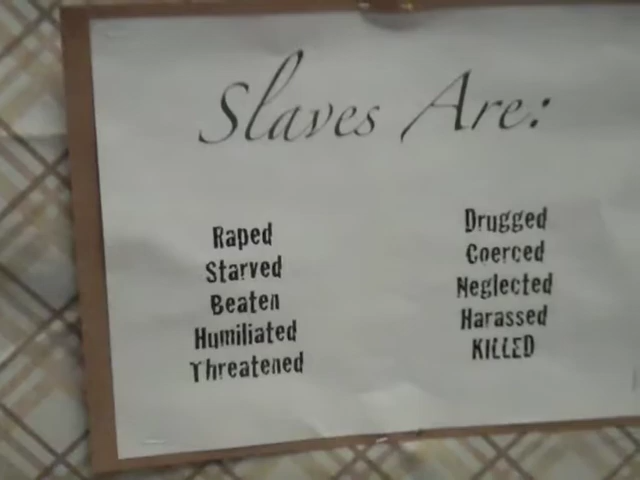 Slaves Are:
Raped
Starved
Beaten
Humiliated
Threatened
Drugged
Coerced
Neglected
Harassed
KILLED